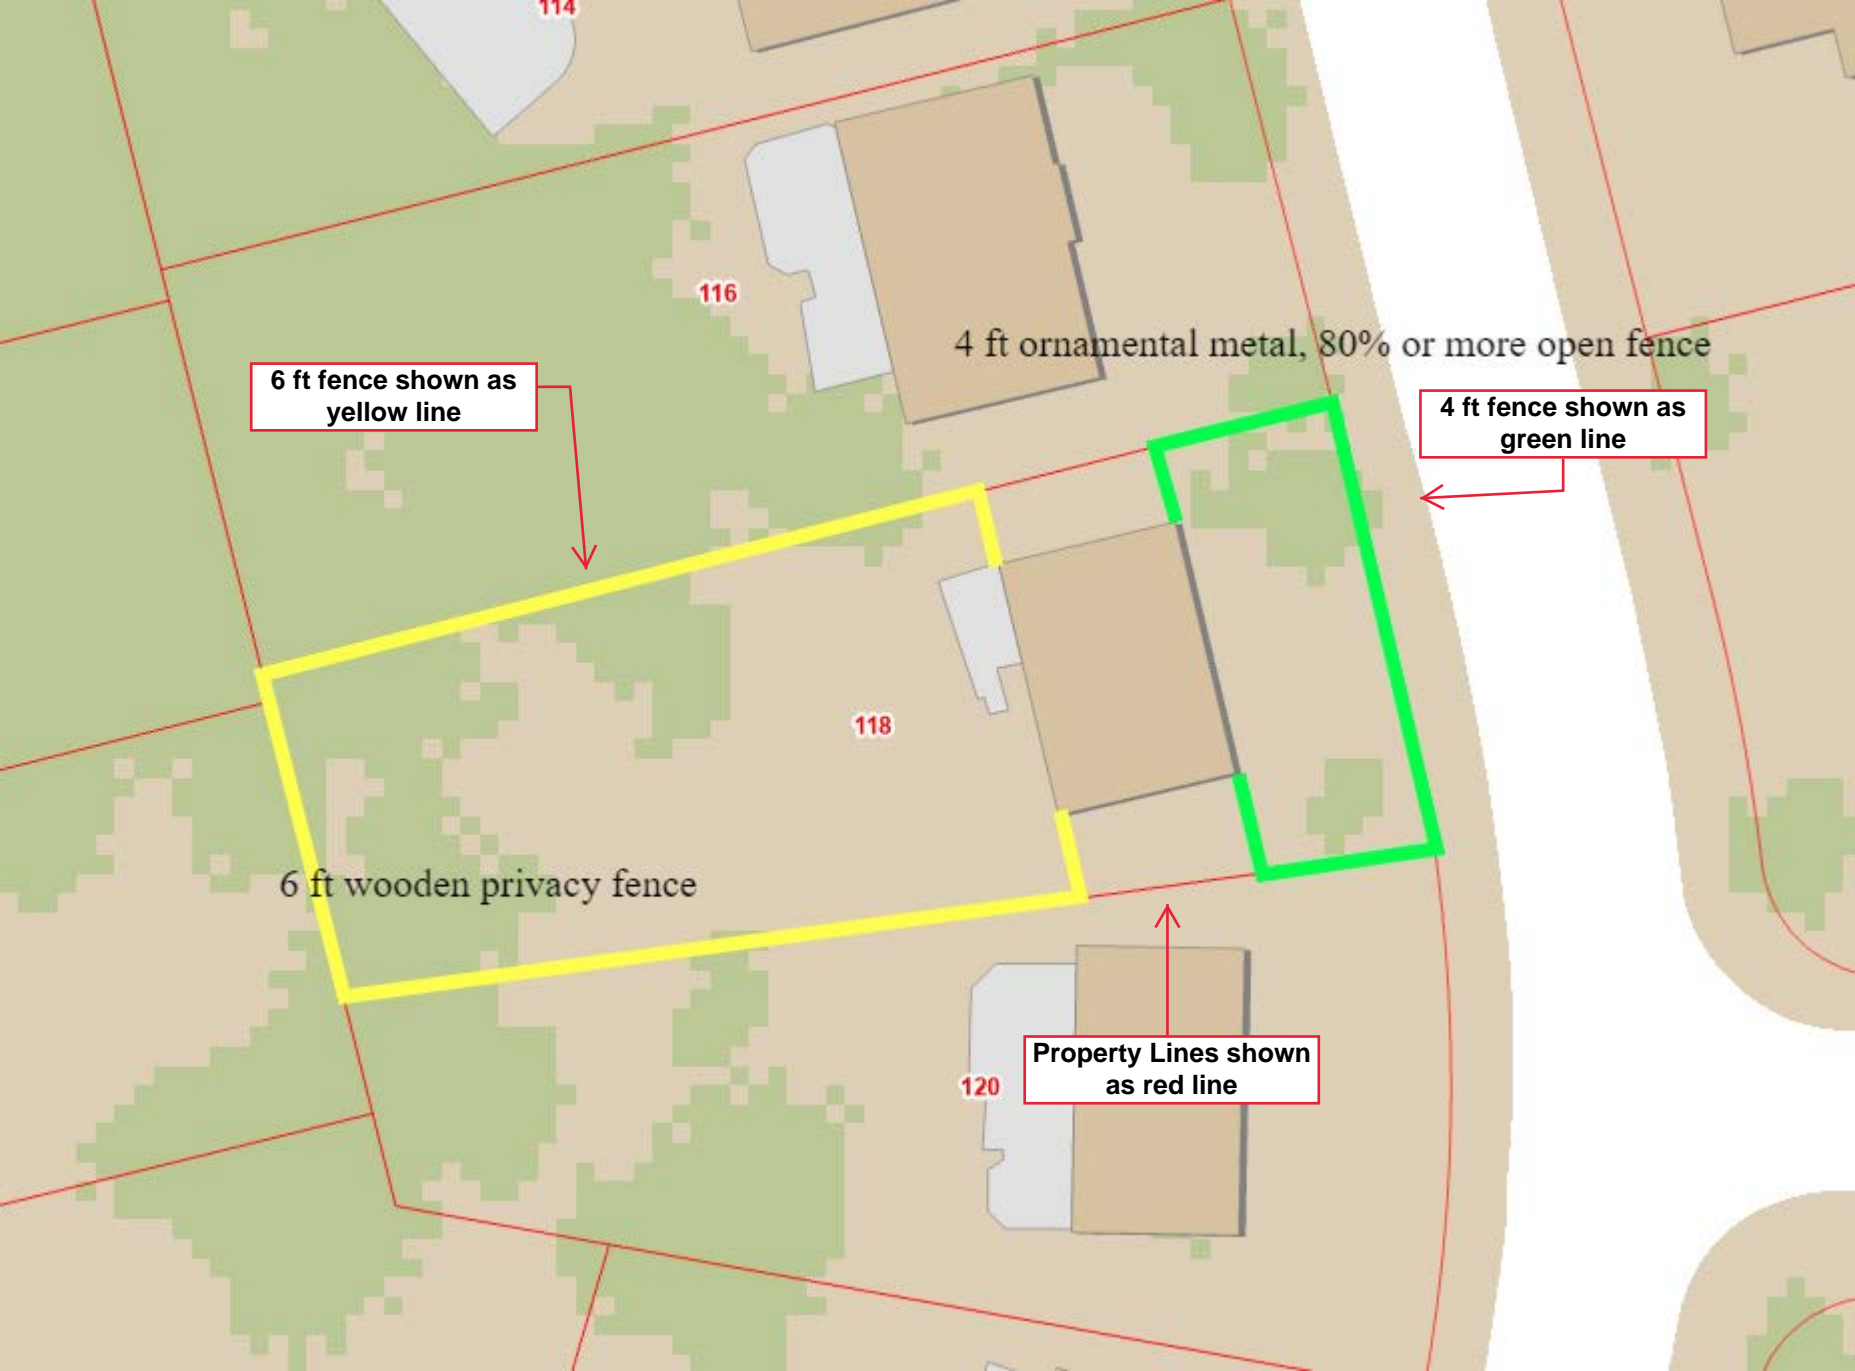 114
116
4 ft ornamental metal, 80% or more open fence
6 ft fence shown as
yellow line
4 ft fence shown as
green line
118
6 ft wooden privacy fence
Property Lines shown
as red line
120